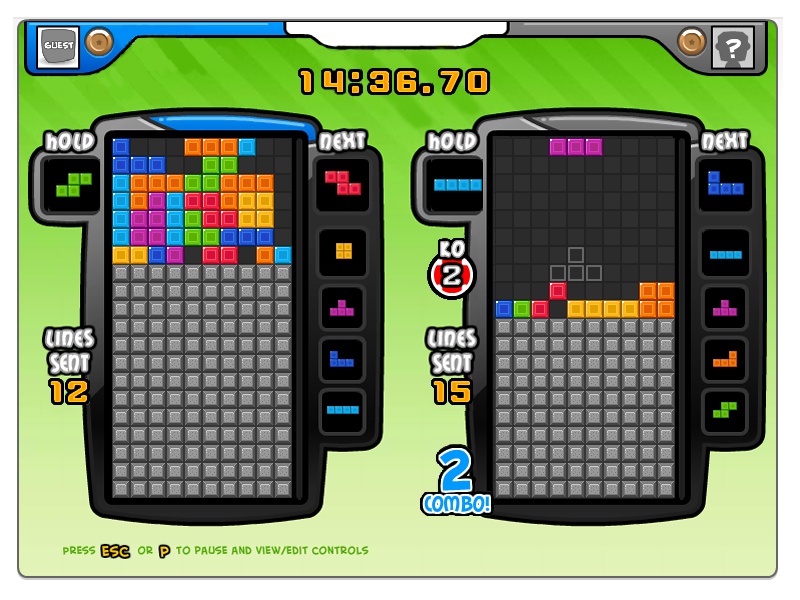 GUEST
?
14:36.70
HOLD
NEXT
HOLD
NEXT
KO
2
LINES
SENT
12
LINES
SENT
15
2
COMBO!
PRESS ESC OR P TO PAUSE AND VIEW/EDIT CONTROLS